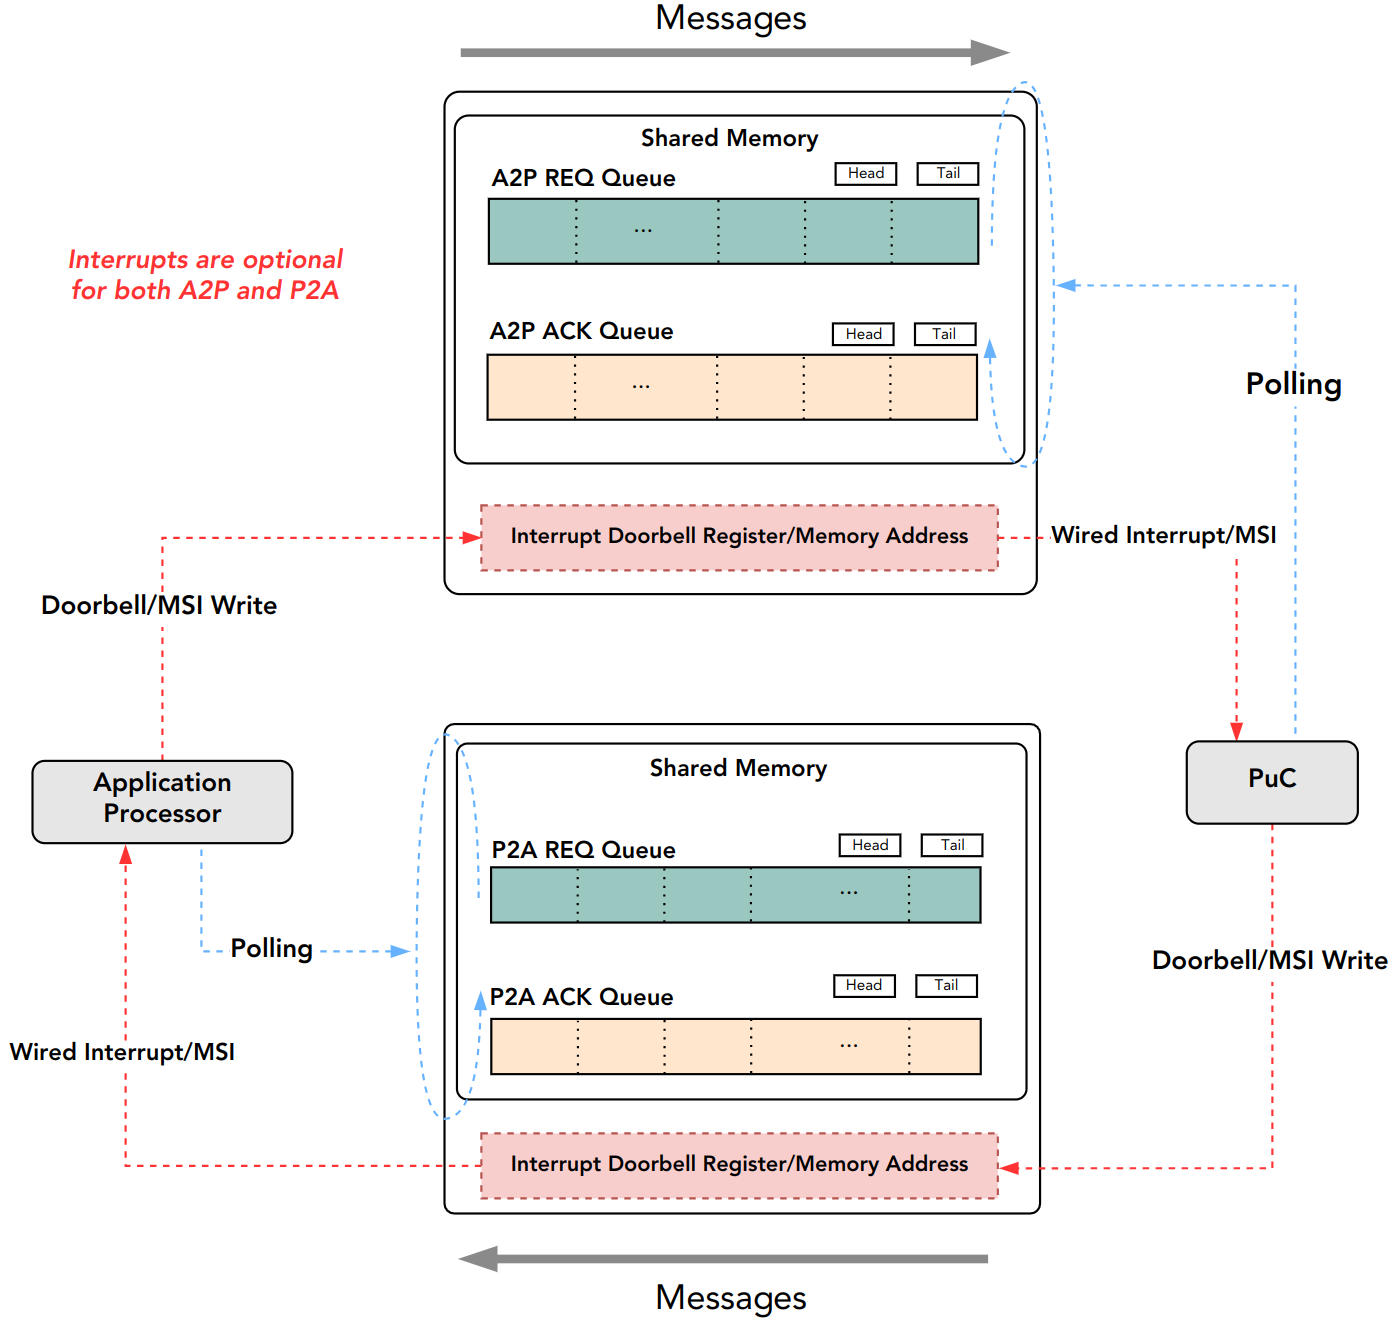 Messages
Shared Memory
A2P REQ Queue
Head
Tail
...
Interrupts are optional
for both A2P and P2A
A2P ACK Queue
Head
Tail
...
Polling
Interrupt Doorbell Register/Memory Address
Wired Interrupt/MSI
Doorbell/MSI Write
Application
Processor
PuC
Shared Memory
P2A REQ Queue
Head
Tail
...
Polling
Doorbell/MSI Write
P2A ACK Queue
Head
Tail
...
Wired Interrupt/MSI
Interrupt Doorbell Register/Memory Address
Messages